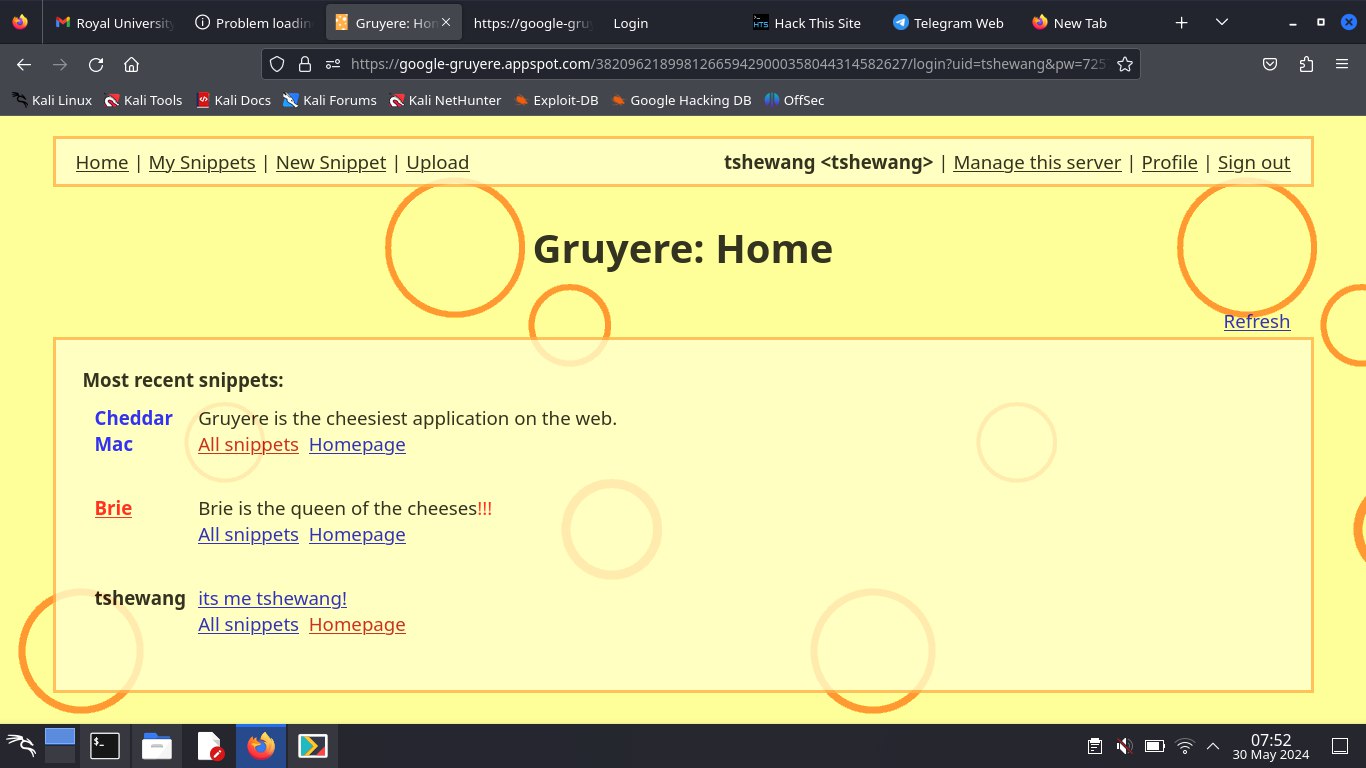 Royal University
Problem loadin
Gruyere: Hom
https://google-gru
Login
Hack This Site
Telegram Web
New Tab
https://google-gruyere.appspot.com/382096218998126659429000358044314582627/login?uid=tshewang&pw=725
Kali Linux Kali Tools Kali Docs Kali Forums Kali NetHunter Exploit-DB Google Hacking DB OffSec
Home | My Snippets | New Snippet | Upload
tshewang <tshewang> | Manage this server | Profile | Sign out
Gruyere: Home
Refresh
Most recent snippets:
Cheddar Gruyere is the cheesiest application on the web.
Mac All snippets Homepage
Brie Brie is the queen of the cheeses!!!
All snippets Homepage
tshewang its me tshewang!
All snippets Homepage
07:52
30 May 2024